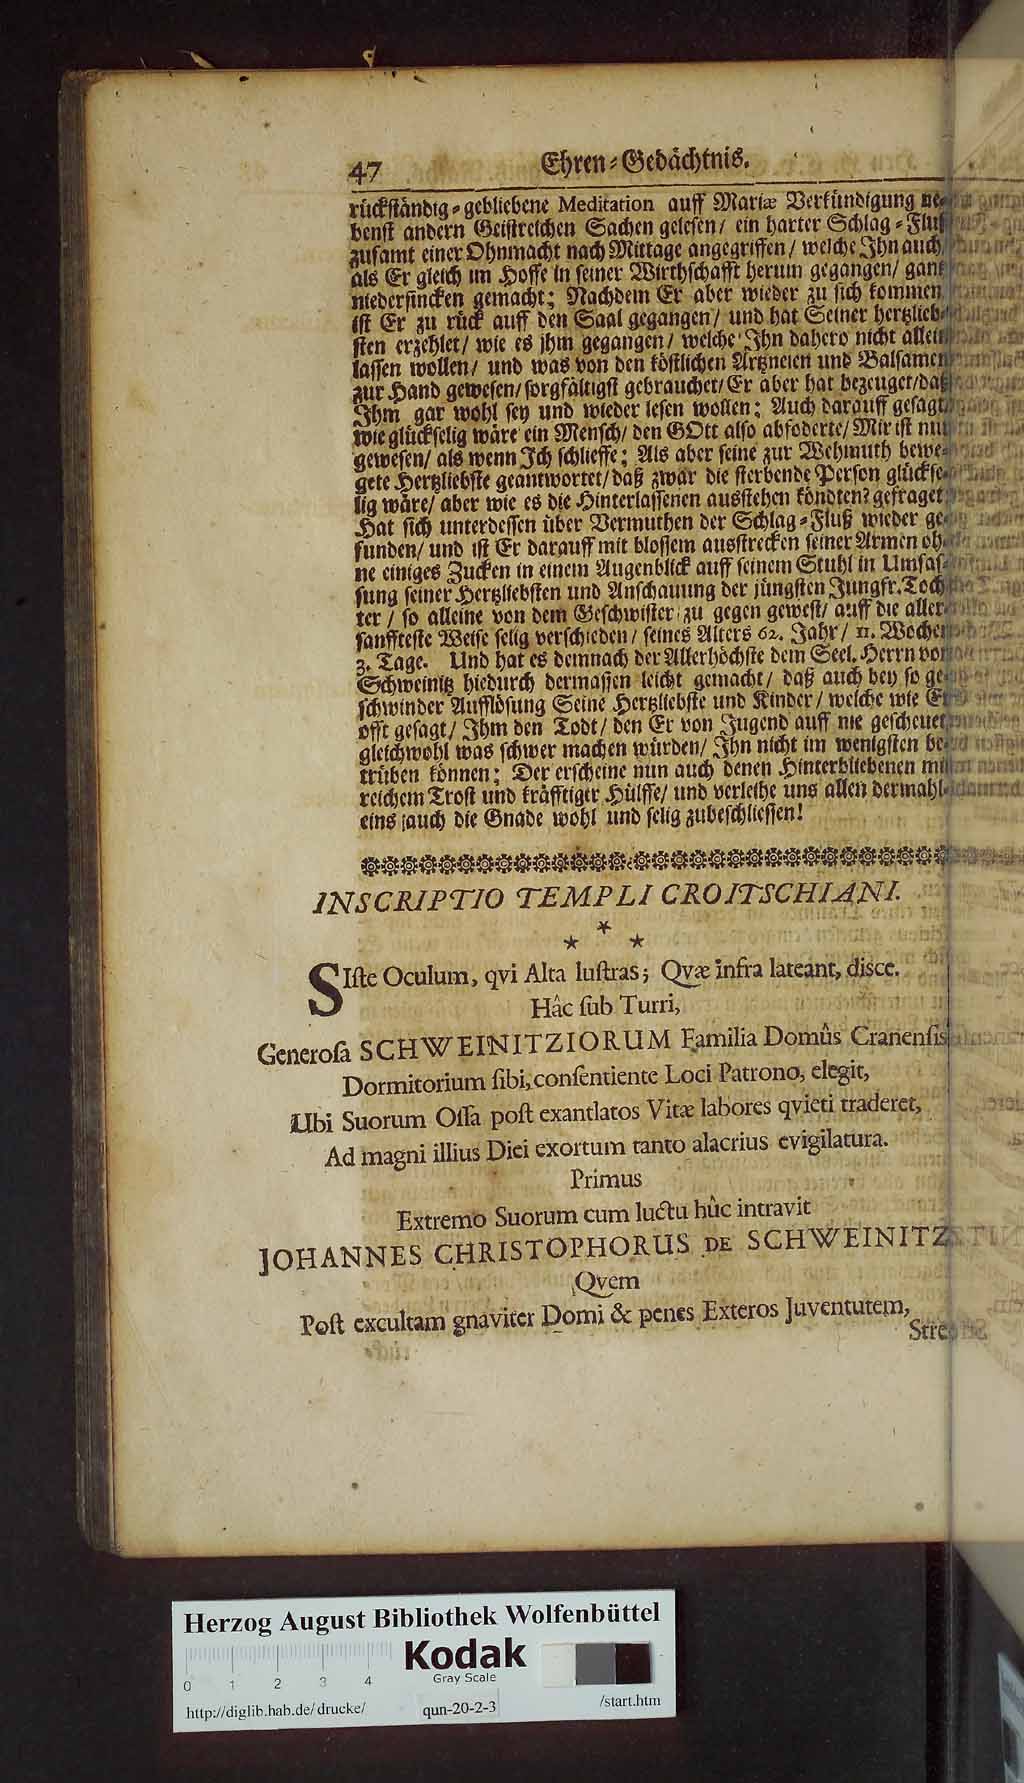 47 Ehren-Gedächtnis.
rückständig-gebliebene Meditation auff Mariæ Verkündigung ne-
benst andern Geistreichen Sachen gelesen/ ein harter Schlag-Fluß
zusamt einer Ohnmacht nach Mittage angegriffen/ welche Ihn auch
als Er gleich im Hoffe in seiner Wirthschafft herum gegangen/ gantz
niedersincken gemacht; Nachdem Er aber wieder zu sich kommen
ist Er zu rück auff den Saal gegangen/ und hat Seiner hertzlieb-
sten erzehlet/ wie es jhm gegangen/ welche Ihn dahero nicht allein
lassen wollen/ und was von den köstlichen Artzneien und Balsamen
zur Hand gewesen/ sorgfältigst gebrauchet/ Er aber hat bezeuget/ daß
Ihm gar wohl sey und wieder lesen wollen; Auch darauff gesagt
wie glückselig wäre ein Mensch/ den GOtt also abfoderte/ Mir ist nur
gewesen/ als wenn Ich schlieffe; Als aber seine zur Wehmuth bewe-
gete Hertzliebste geantwortet/ daß zwar die sterbende Person glückse-
lig wäre/ aber wie es die Hinterlassenen ausstehen köndten? gefraget
Hat sich unterdessen über Vermuthen der Schlag-Fluß wieder ge-
funden/ und ist Er darauff mit blossem ausstrecken seiner Armen oh-
ne einiges Zucken in einem Augenblick auff seinem Stuhl in Umfas-
sung seiner Hertzliebsten und Anschauung der jüngsten Jungfr. Toch
ter / so alleine von dem Geschwister zu gegen gewest/ auff die aller-
sanffteste Weise selig verschieden/ seines Alters 62. Jahr/ 11. Wochen
3. Tage. Und hat es demnach der Allerhöchste dem Seel. Herrn von
Schweinitz hiedurch dermassen leicht gemacht/ daß auch bey so ge-
schwinder Aufflösung Seine Hertzliebste und Kinder/ welche wie Er
offt gesagt/ Ihm den Todt/ den Er von Jugend auff nie gescheuet
gleichwohl was schwer machen würden/ Ihn nicht im wenigsten be-
trüben können; Der erscheine nun auch denen Hinterbliebenen mit
reichem Trost und kräfftiger Hülffe/ und verleihe uns allen dermahl-
eins auch die Gnade wohl und selig zubeschliessen!
INSCRIPTIO TEMPLI CROITSCHIANI.
* * *
SIste Oculum, qvi Alta lustras; Qvæ infra lateant, disce.
Hâc sub Turri,
Generosa SCHWEINITZIORUM Familia Domûs Cranensis
Dormitorium sibi, consentiente Loci Patrono, elegit,
Ubi Suorum Ossa post exantlatos Vitæ labores qvieti traderet,
Ad magni illius Diei exortum tanto alacrius evigilatura.
Primus
Extremo Suorum cum luctu hûc intravit
JOHANNES CHRISTOPHORUS DE SCHWEINITZ
Qvem
Post excultam gnaviter Domi & penes Exteros Juventutem,
Herzog August Bibliothek Wolfenbüttel
Kodak
Gray Scale
0 1 2 3 4
http://diglib.hab.de/drucke/ qun-20-2-3 /start.htm